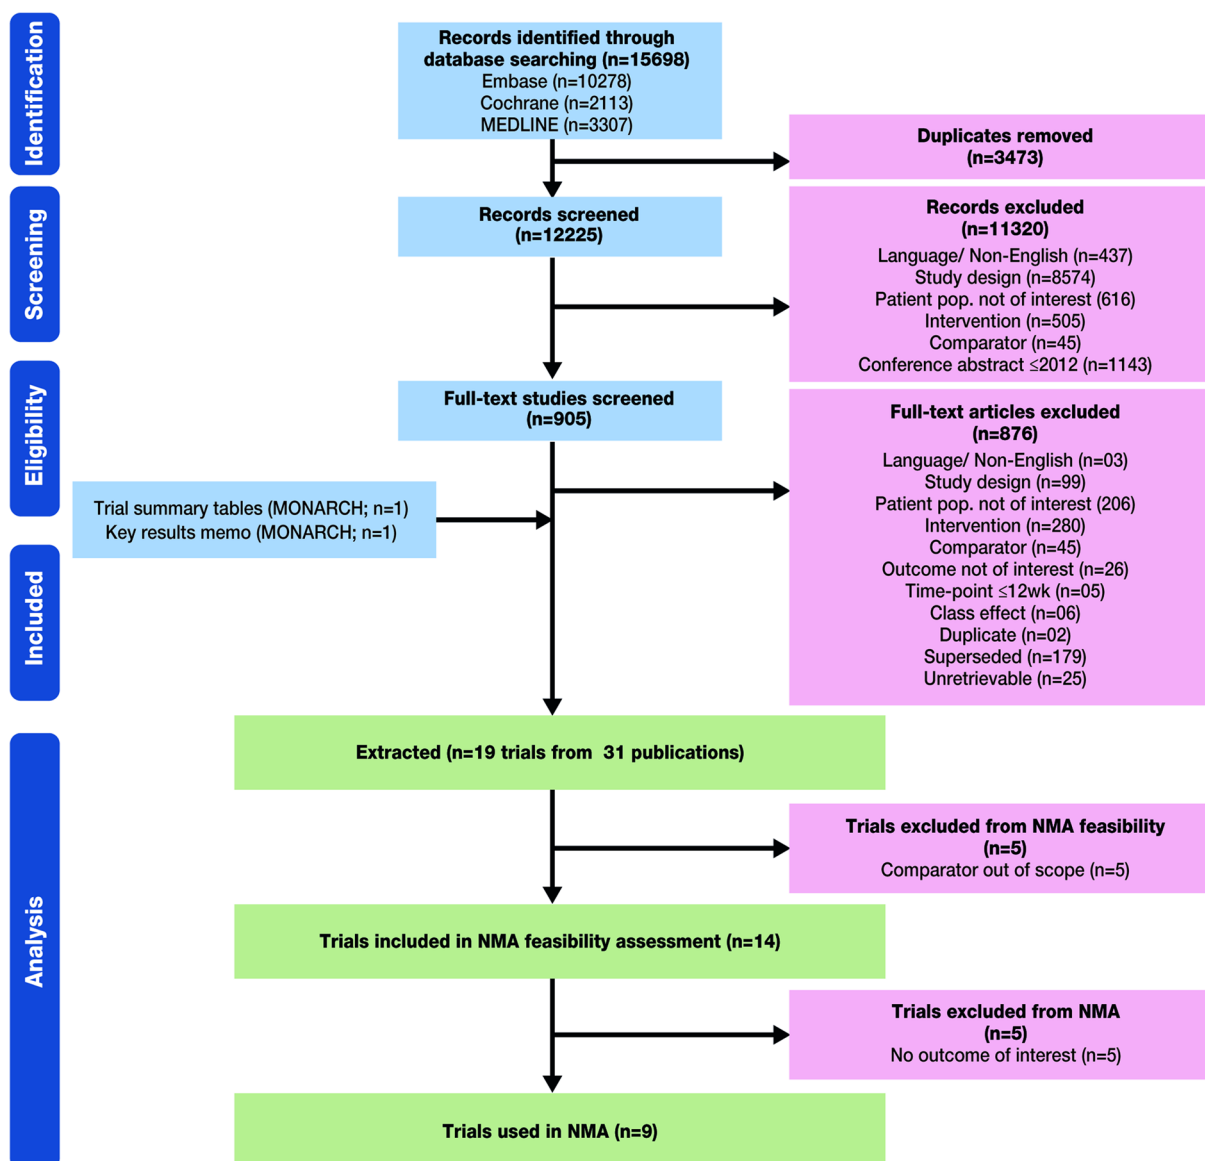 Identification
Records identified through
database searching (n=15698)
Embase (n=10278)
Cochrane (n=2113)
MEDLINE (n=3307)
Duplicates removed
(n=3473)
Screening
Records screened
(n=12225)
Records excluded
(n=11320)
Language/ Non-English (n=437)
Study design (n=8574)
Patient pop. not of interest (616)
Intervention (n=505)
Comparator (n=45)
Conference abstract ≤2012 (n=1143)
Eligibility
Full-text studies screened
(n=905)
Full-text articles excluded
(n=876)
Language/ Non-English (n=03)
Study design (n=99)
Patient pop. not of interest (206)
Intervention (n=280)
Comparator (n=45)
Outcome not of interest (n=26)
Time-point ≤12wk (n=05)
Class effect (n=06)
Duplicate (n=02)
Superseded (n=179)
Unretrievable (n=25)
Trial summary tables (MONARCH; n=1)
Key results memo (MONARCH; n=1)
Included
Extracted (n=19 trials from 31 publications)
Analysis
Trials excluded from NMA feasibility
(n=5)
Comparator out of scope (n=5)
Trials included in NMA feasibility assessment (n=14)
Trials excluded from NMA
(n=5)
No outcome of interest (n=5)
Trials used in NMA (n=9)